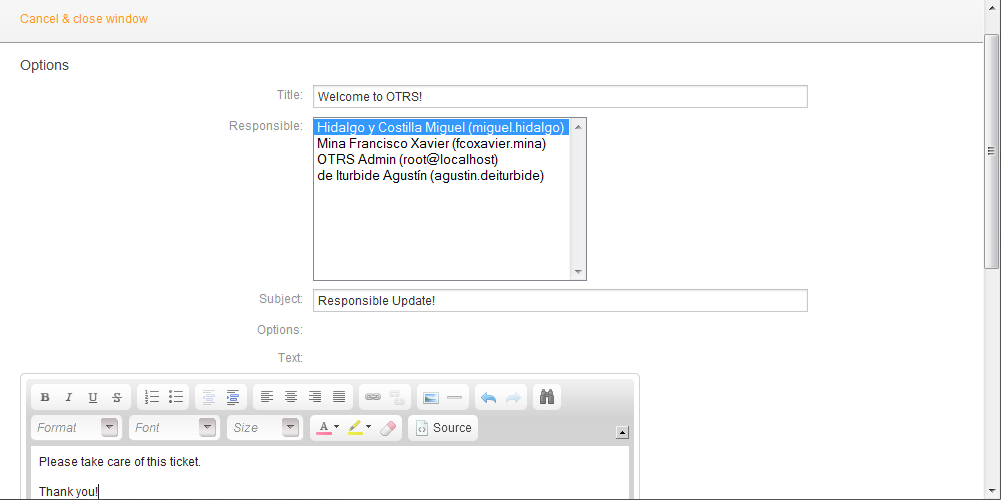 Cancel & close window
Options
Title: Welcome to OTRS!
Responsible: Hidalgo y Costilla Miguel (miguel.hidalgo)
Mina Francisco Xavier (fcoxavier.mina)
OTRS Admin (root@localhost)
de Iturbide Agustín (agustin.deiturbide)
Subject: Responsible Update!
Options:
Text:
B I U S
Format Font Size A Source
Please take care of this ticket.
Thank you!